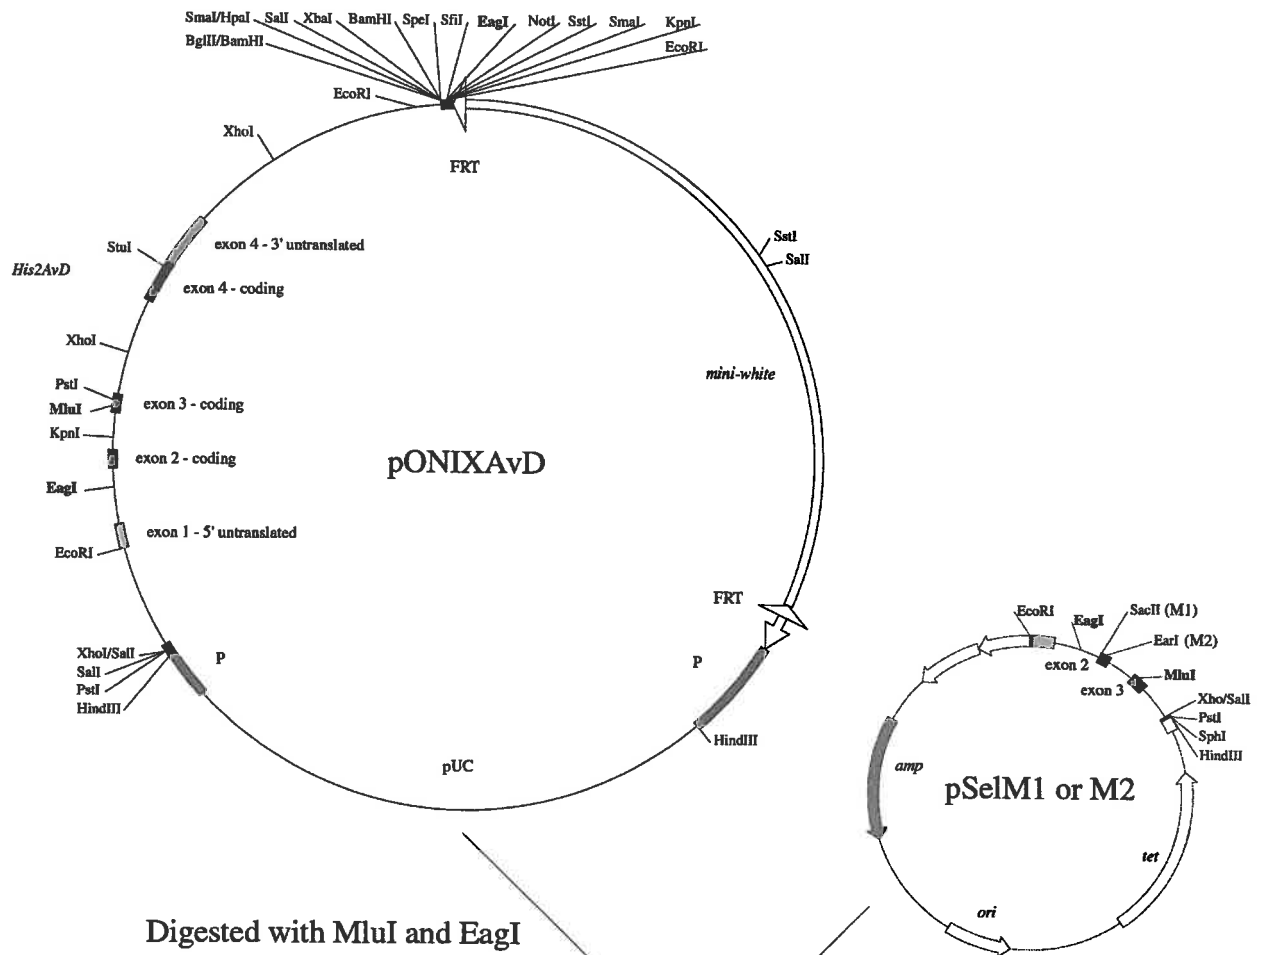 SmaI/HpaI SalI XbaI BamHI SpeI SfiI EagI NotI SstI SmaI KpnI
BglII/BamHI EcoRI
EcoRI
XhoI
FRT
StuI
exon 4 - 3' untranslated
SstI
SalI
His2AvD
exon 4 - coding
XhoI
mini-white
PstI
exon 3 - coding
MluI
KpnI
exon 2 - coding
pONIXAvD
EagI
exon 1 - 5' untranslated
EcoRI
FRT
XhoI/SalI
P
P
SalI
PstI
HindIII
HindIII
pUC
EcoRI
EagI
SacII (M1)
EarI (M2)
exon 2
MluI
exon 3
Xho/SalI
PstI
SphI
HindIII
amp
pSelM1 or M2
tet
ori
Digested with MluI and EagI